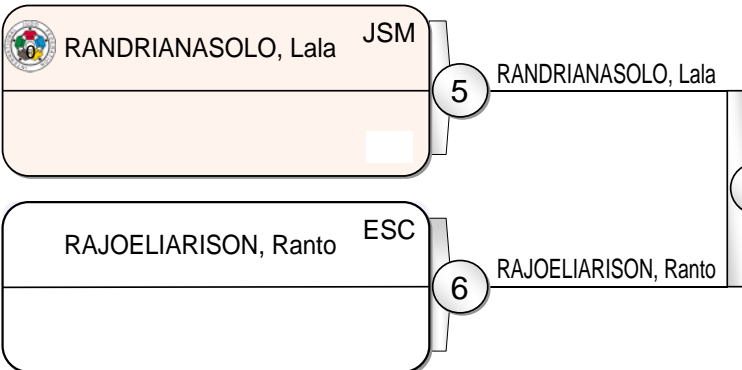 RANDRIANASOLO, Lala JSM
5 RANDRIANASOLO, Lala
RAJOELIARISON, Ranto ESC
6 RAJOELIARISON, Ranto